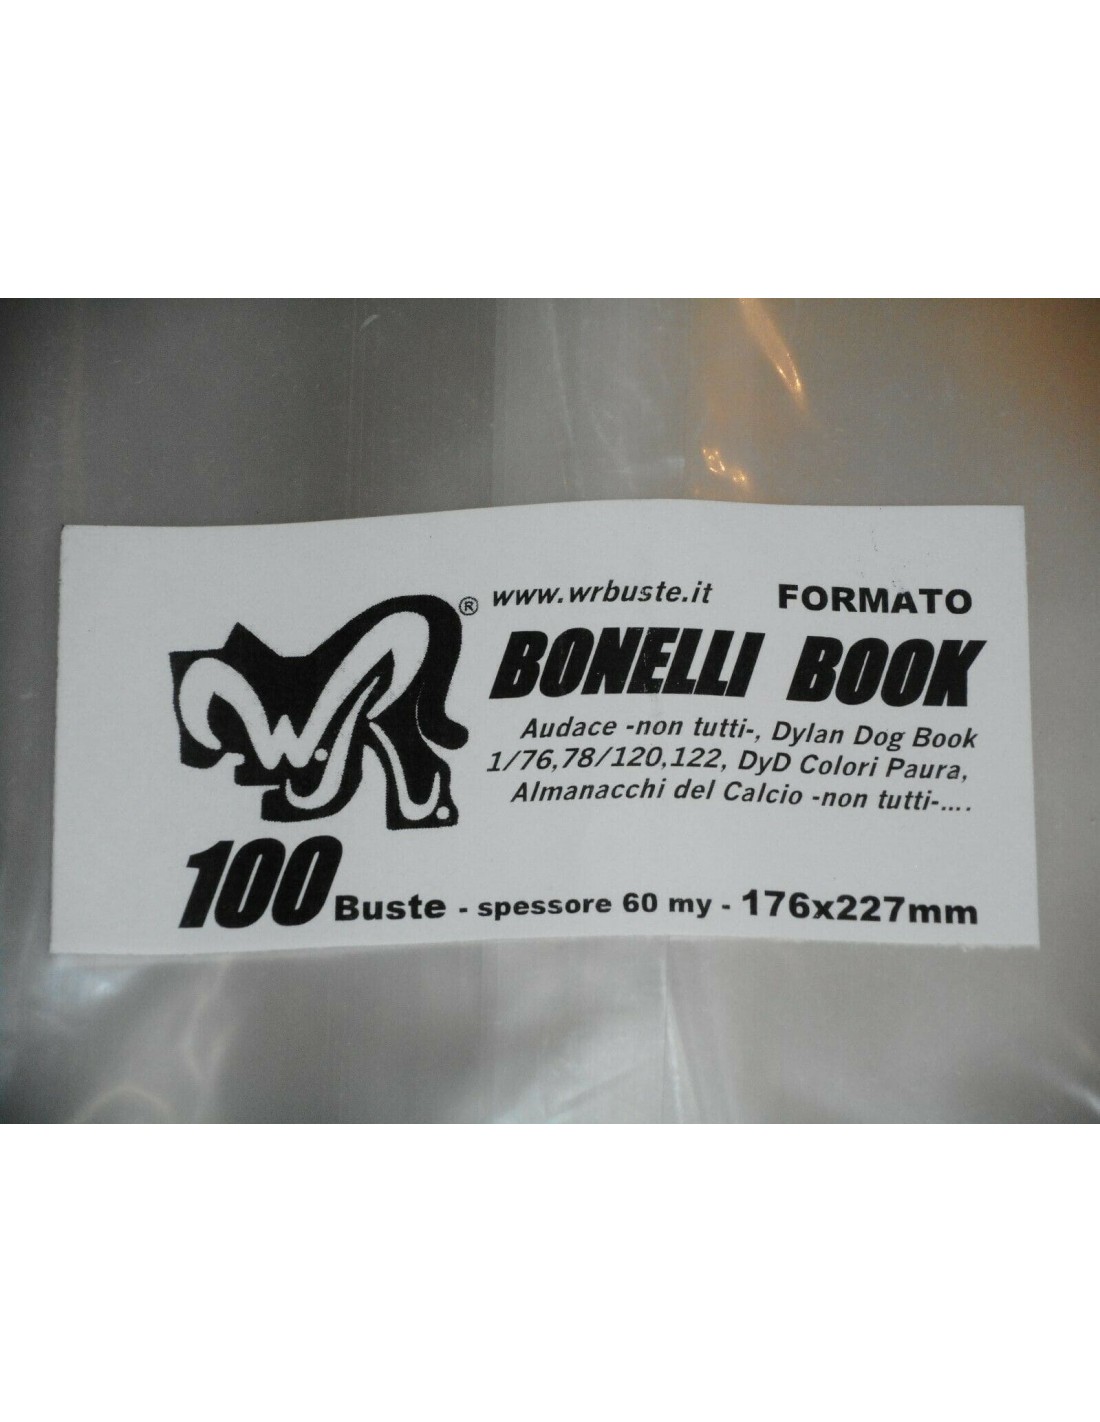 www.wrbuste.it FORMATO
W.R. ®
BONELLI BOOK
Audace -non tutti-, Dylan Dog Book
1/76,78/120,122, DyD Colori Paura,
Almanacchi del Calcio -non tutti-....
100 Buste - spessore 60 my - 176x227mm